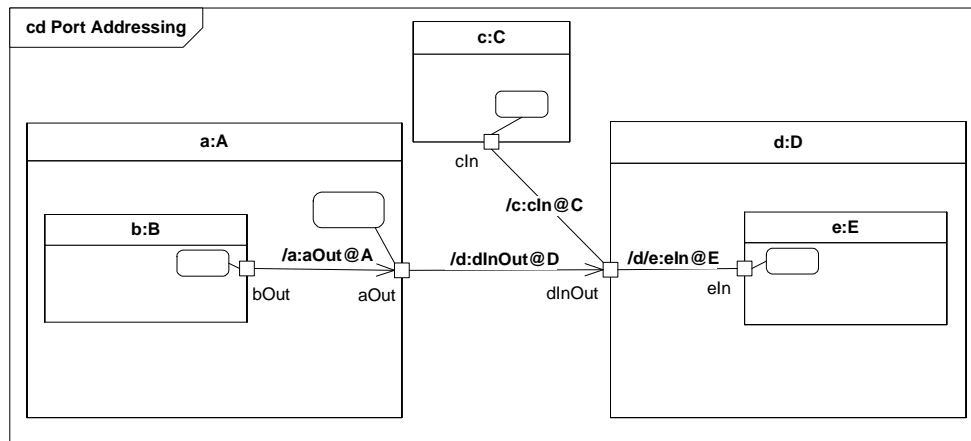 cd Port Addressing
c:C
cIn
a:A
d:D
/c:cIn@C
b:B
e:E
/a:aOut@A
/d:dInOut@D
/d/e:eIn@E
bOut
aOut
dInOut
eIn